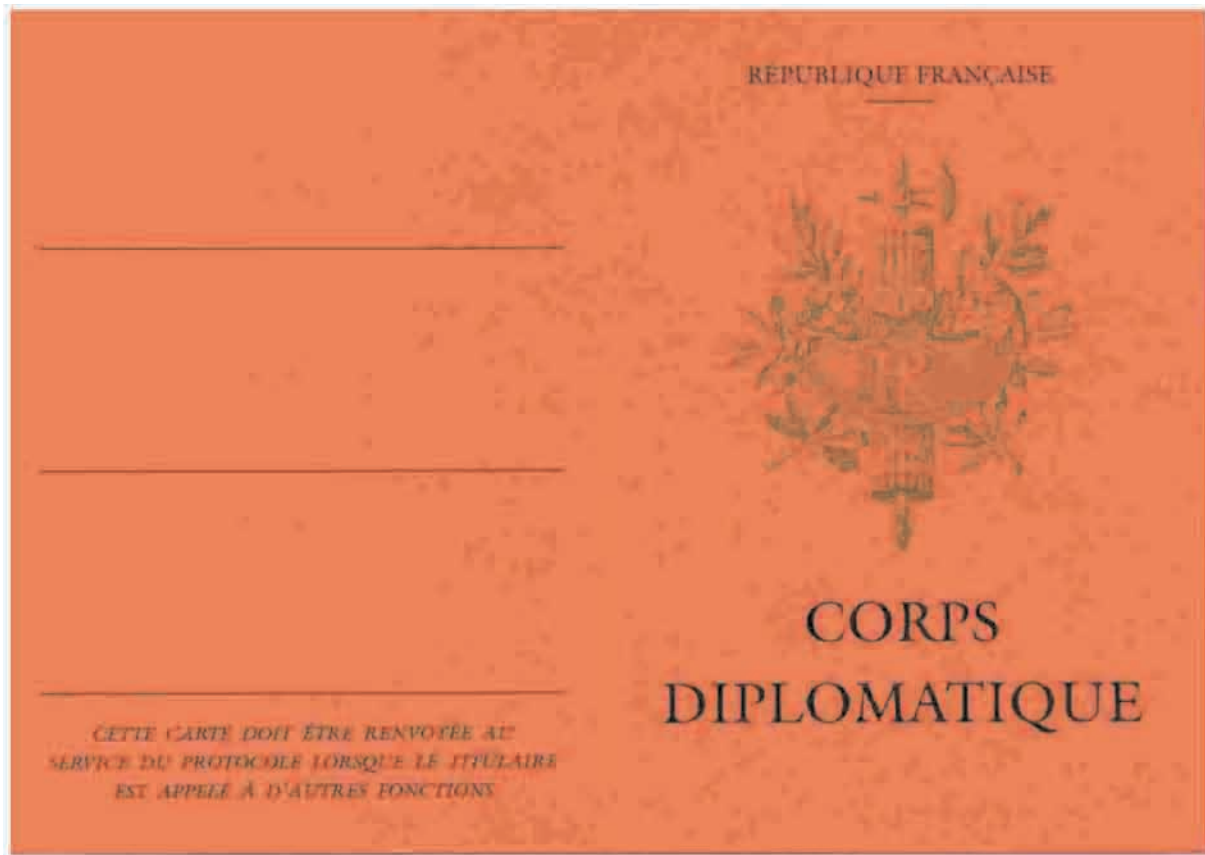 RÉPUBLIQUE FRANÇAISE
RF
CORPS
DIPLOMATIQUE
CETTE CARTE DOIT ÊTRE RENVOYÉE AU
SERVICE DU PROTOCOLE LORSQUE LE TITULAIRE
EST APPELÉ À D'AUTRES FONCTIONS